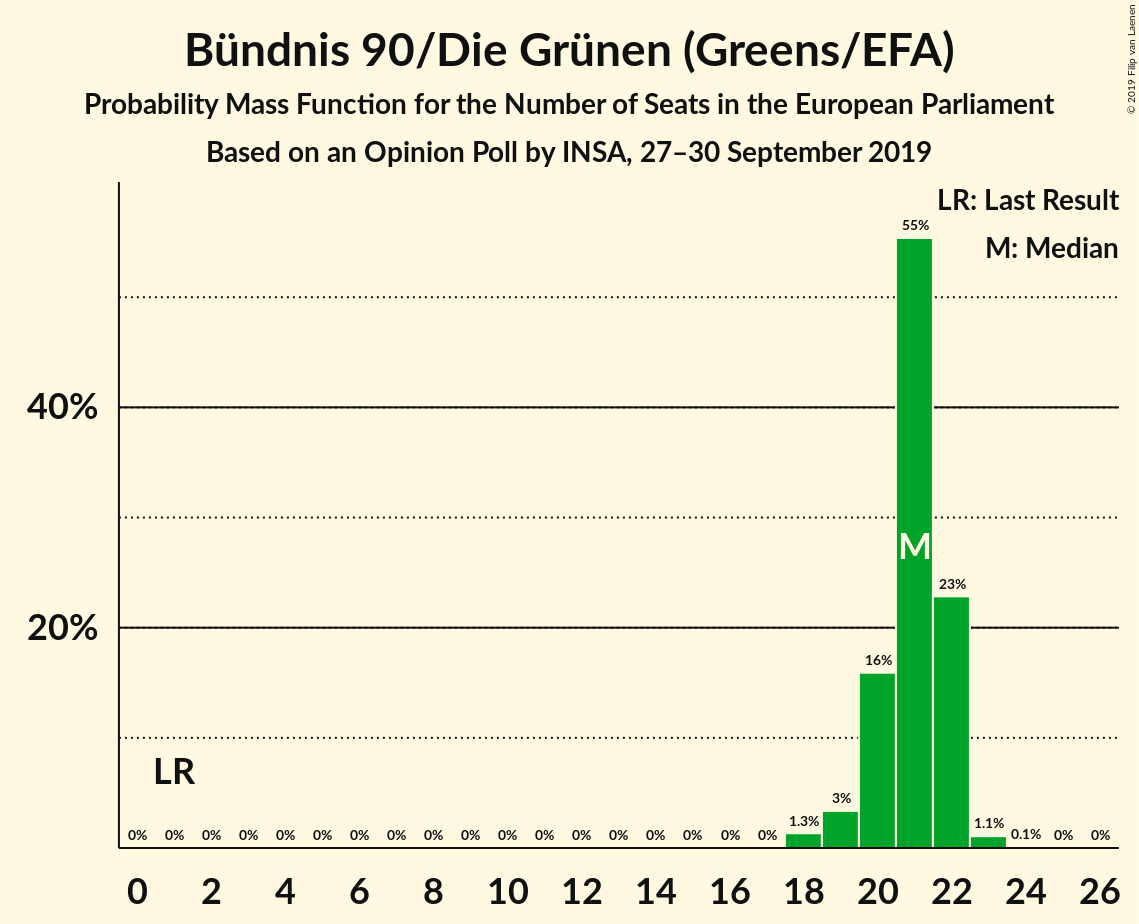 Bündnis 90/Die Grünen (Greens/EFA)
Probability Mass Function for the Number of Seats in the European Parliament
Based on an Opinion Poll by INSA, 27–30 September 2019
© 2019 Filip van Laenen
LR: Last Result
M: Median
55%
40%
M
23%
20%
16%
LR
0% 0% 0% 0% 0% 0% 0% 0% 0% 0% 0% 0% 0% 0% 0% 0% 0% 0% 1.3% 3% 1.1% 0.1% 0% 0%
0 2 4 6 8 10 12 14 16 18 20 22 24 26